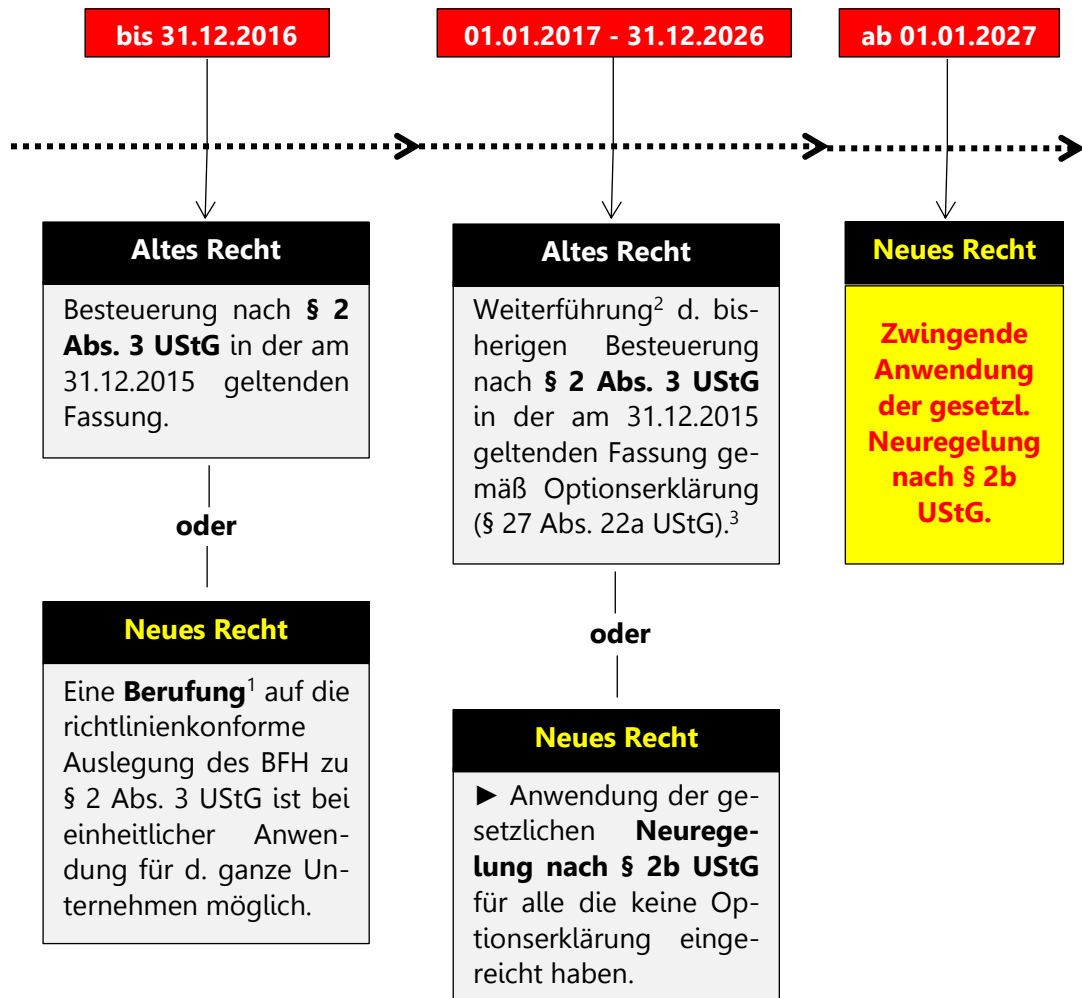 bis 31.12.2016
01.01.2017 - 31.12.2026
ab 01.01.2027
Altes Recht
Besteuerung nach § 2
Abs. 3 UStG in der am
31.12.2015 geltenden
Fassung.
oder
Neues Recht
Eine Berufung¹ auf die
richtlinienkonforme
Auslegung des BFH zu
§ 2 Abs. 3 UStG ist bei
einheitlicher Anwen-
dung für d. ganze Un-
ternehmen möglich.
Altes Recht
Weiterführung² d. bis-
herigen Besteuerung
nach § 2 Abs. 3 UStG
in der am 31.12.2015
geltenden Fassung ge-
mäß Optionserklärung
(§ 27 Abs. 22a UStG).³
oder
Neues Recht
► Anwendung der ge-
setzlichen Neurege-
lung nach § 2b UStG
für alle die keine Op-
tionserklärung einge-
reicht haben.
Neues Recht
Zwingende
Anwendung
der gesetzl.
Neuregelung
nach § 2b
UStG.